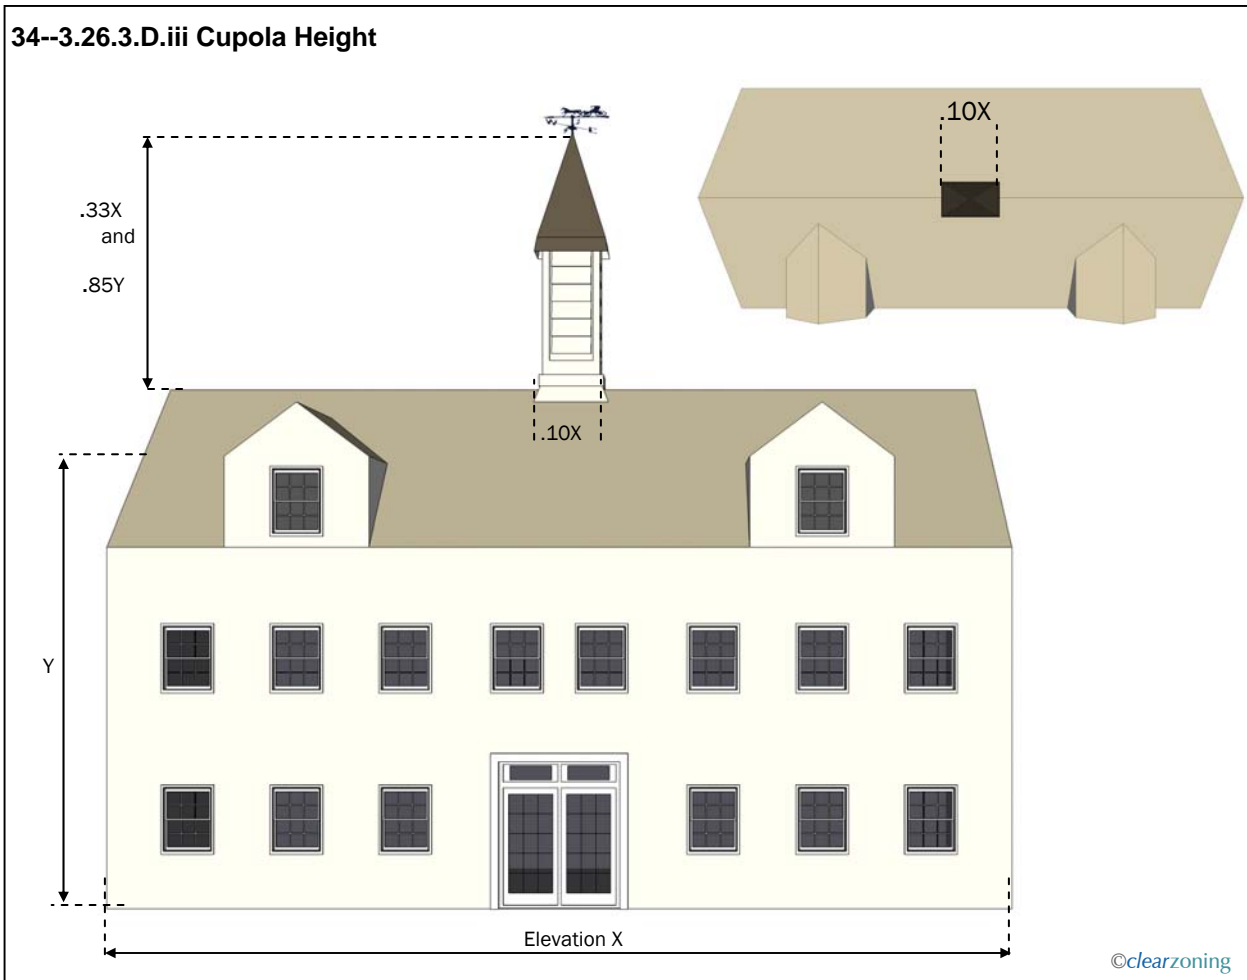 34--3.26.3.D.iii Cupola Height
.10X
.33X
and
.85Y
.10X
Y
Elevation X
©clearzoning